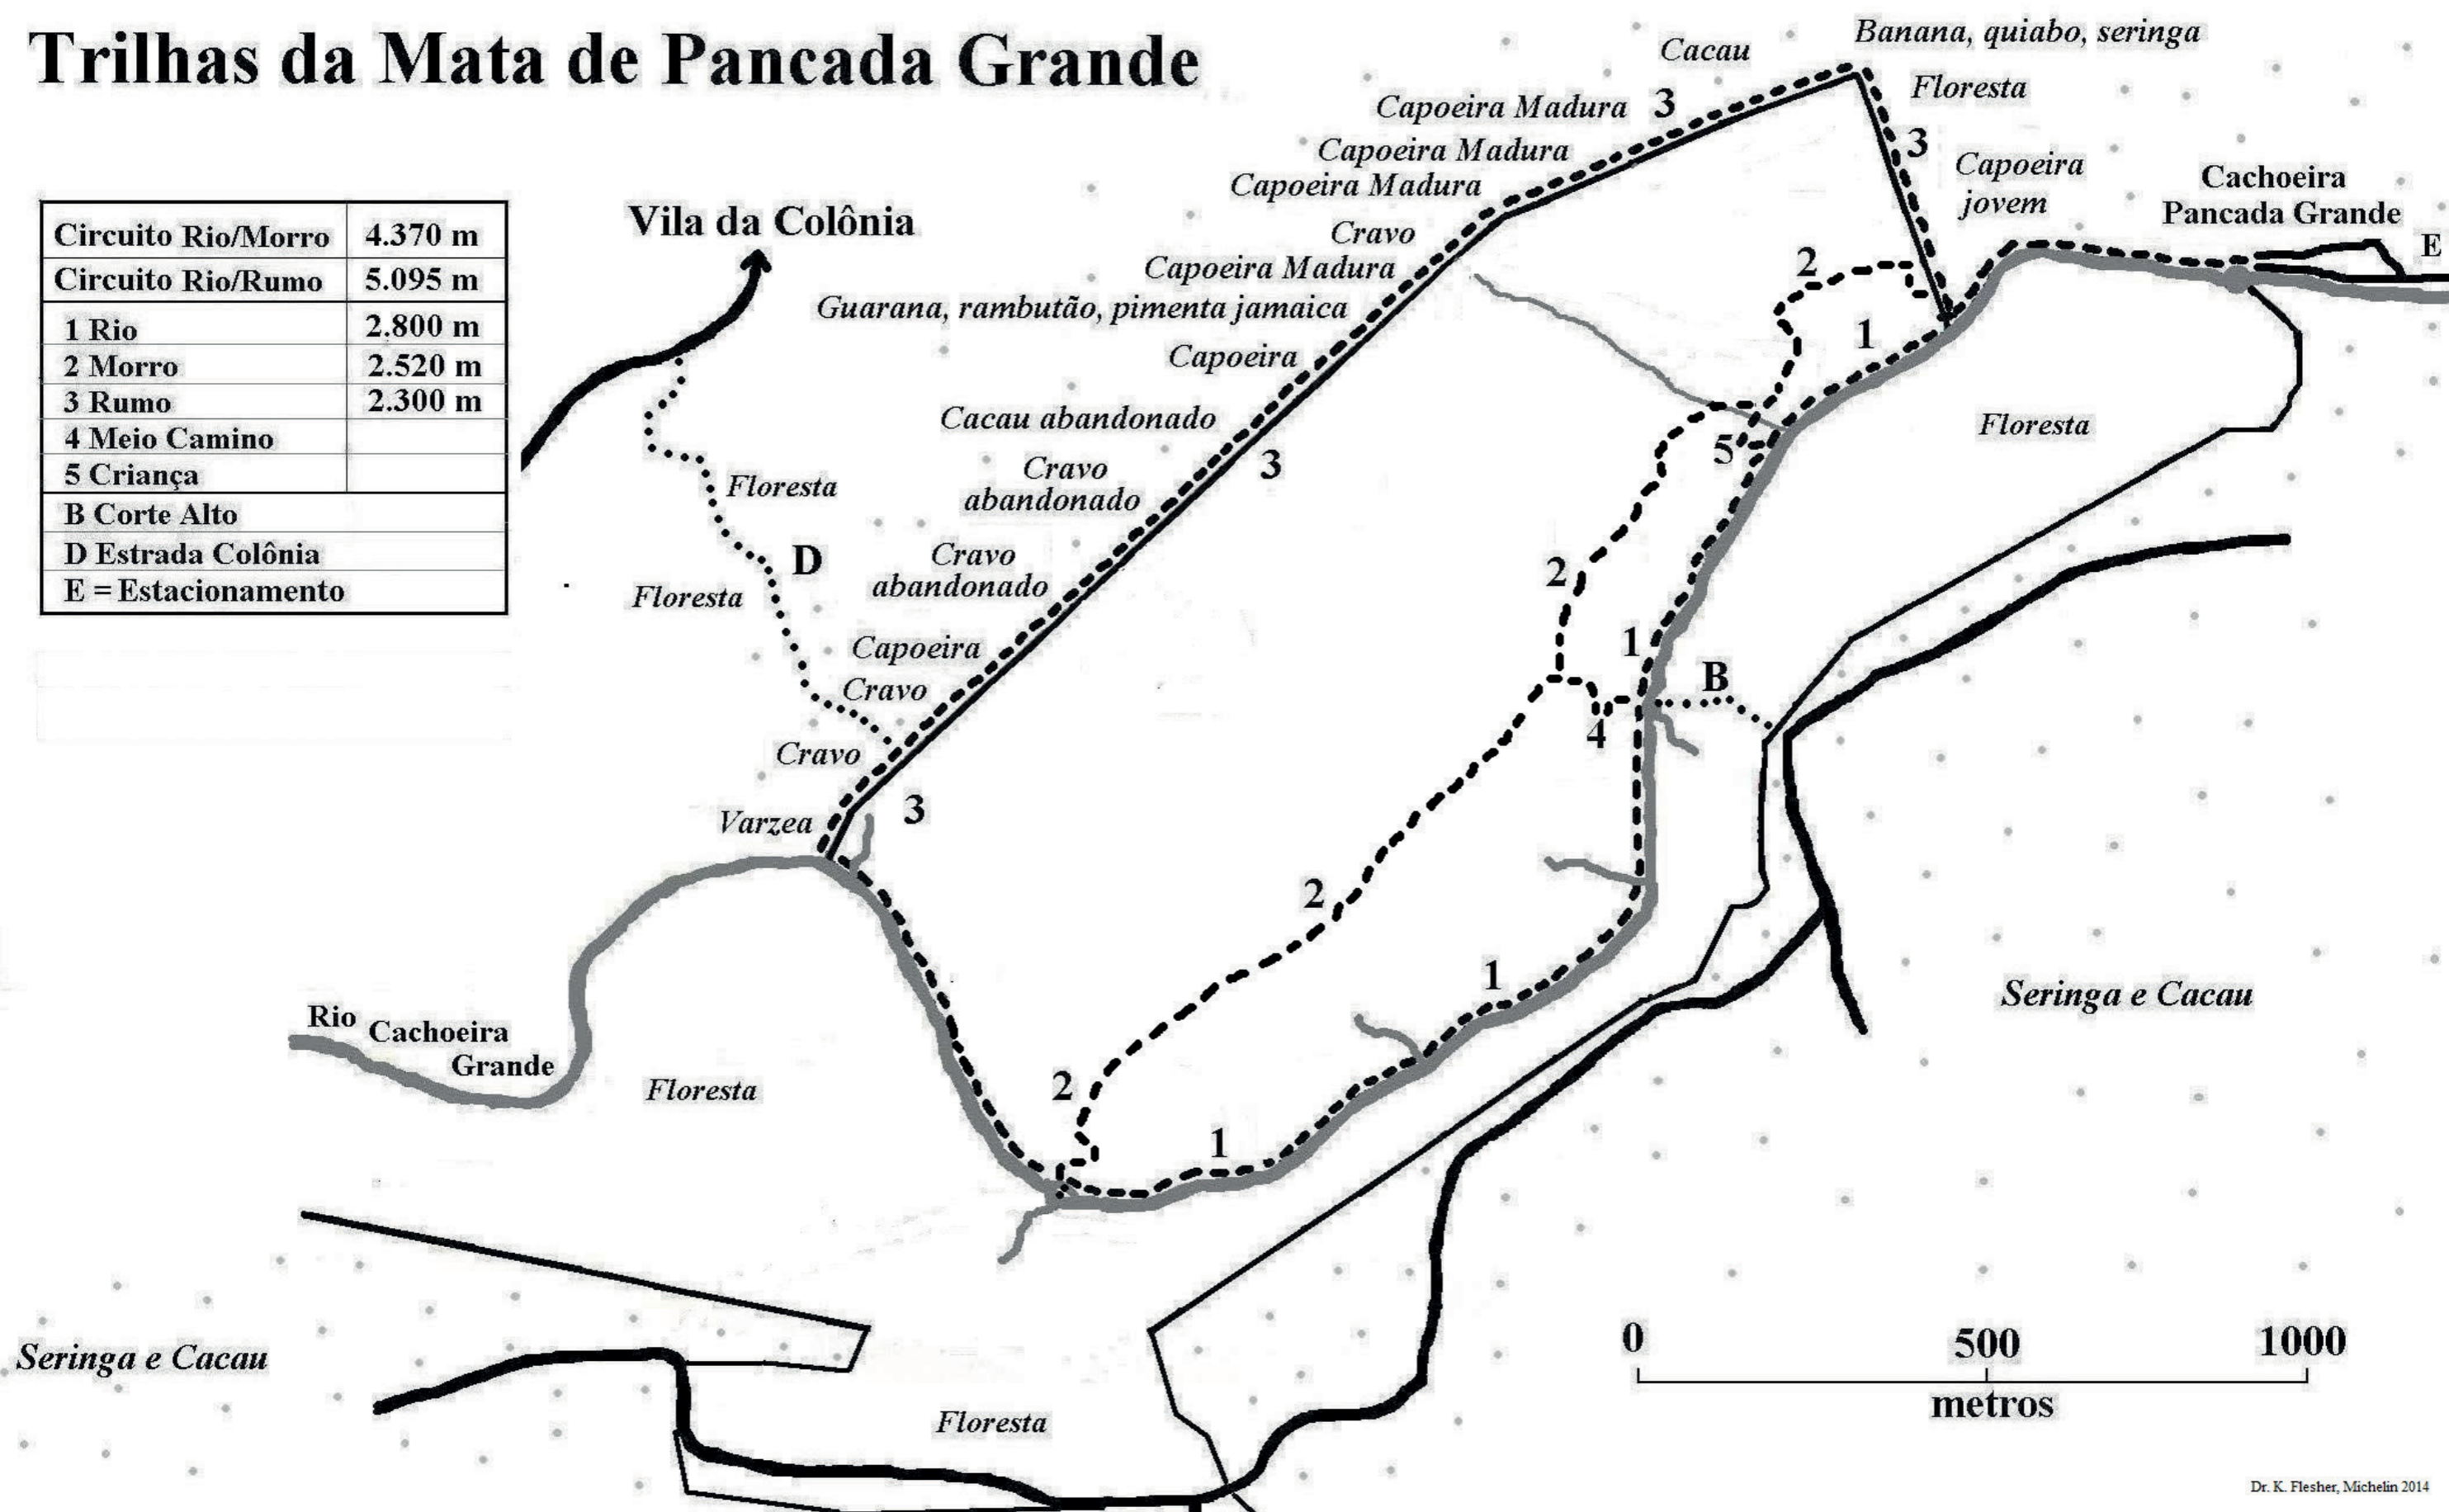 Trilhas da Mata de Pancada Grande
Circuito Rio/Morro 4.370 m
Circuito Rio/Rumo 5.095 m
1 Rio 2.800 m
2 Morro 2.520 m
3 Rumo 2.300 m
4 Meio Camino
5 Criança
B Corte Alto
D Estrada Colônia
E = Estacionamento
Vila da Colônia
Banana, quiabo, seringa
Cacau
Floresta
Capoeira Madura
3
3
Capoeira Madura
Capoeira Madura
Capoeira
jovem
Cachoeira
Pancada Grande
E
Cravo
Capoeira Madura
2
Guarana, rambutão, pimenta jamaica
1
Capoeira
Cacau abandonado
Floresta
5
Cravo
abandonado
3
Floresta
D
Cravo
abandonado
2
Floresta
Capoeira
1
Cravo
B
4
Cravo
3
Varzea
2
1
Seringa e Cacau
Rio
Cachoeira
Grande
Floresta
2
1
Seringa e Cacau
Floresta
0 500 1000
metros
Dr. K. Flesher, Michelin 2014